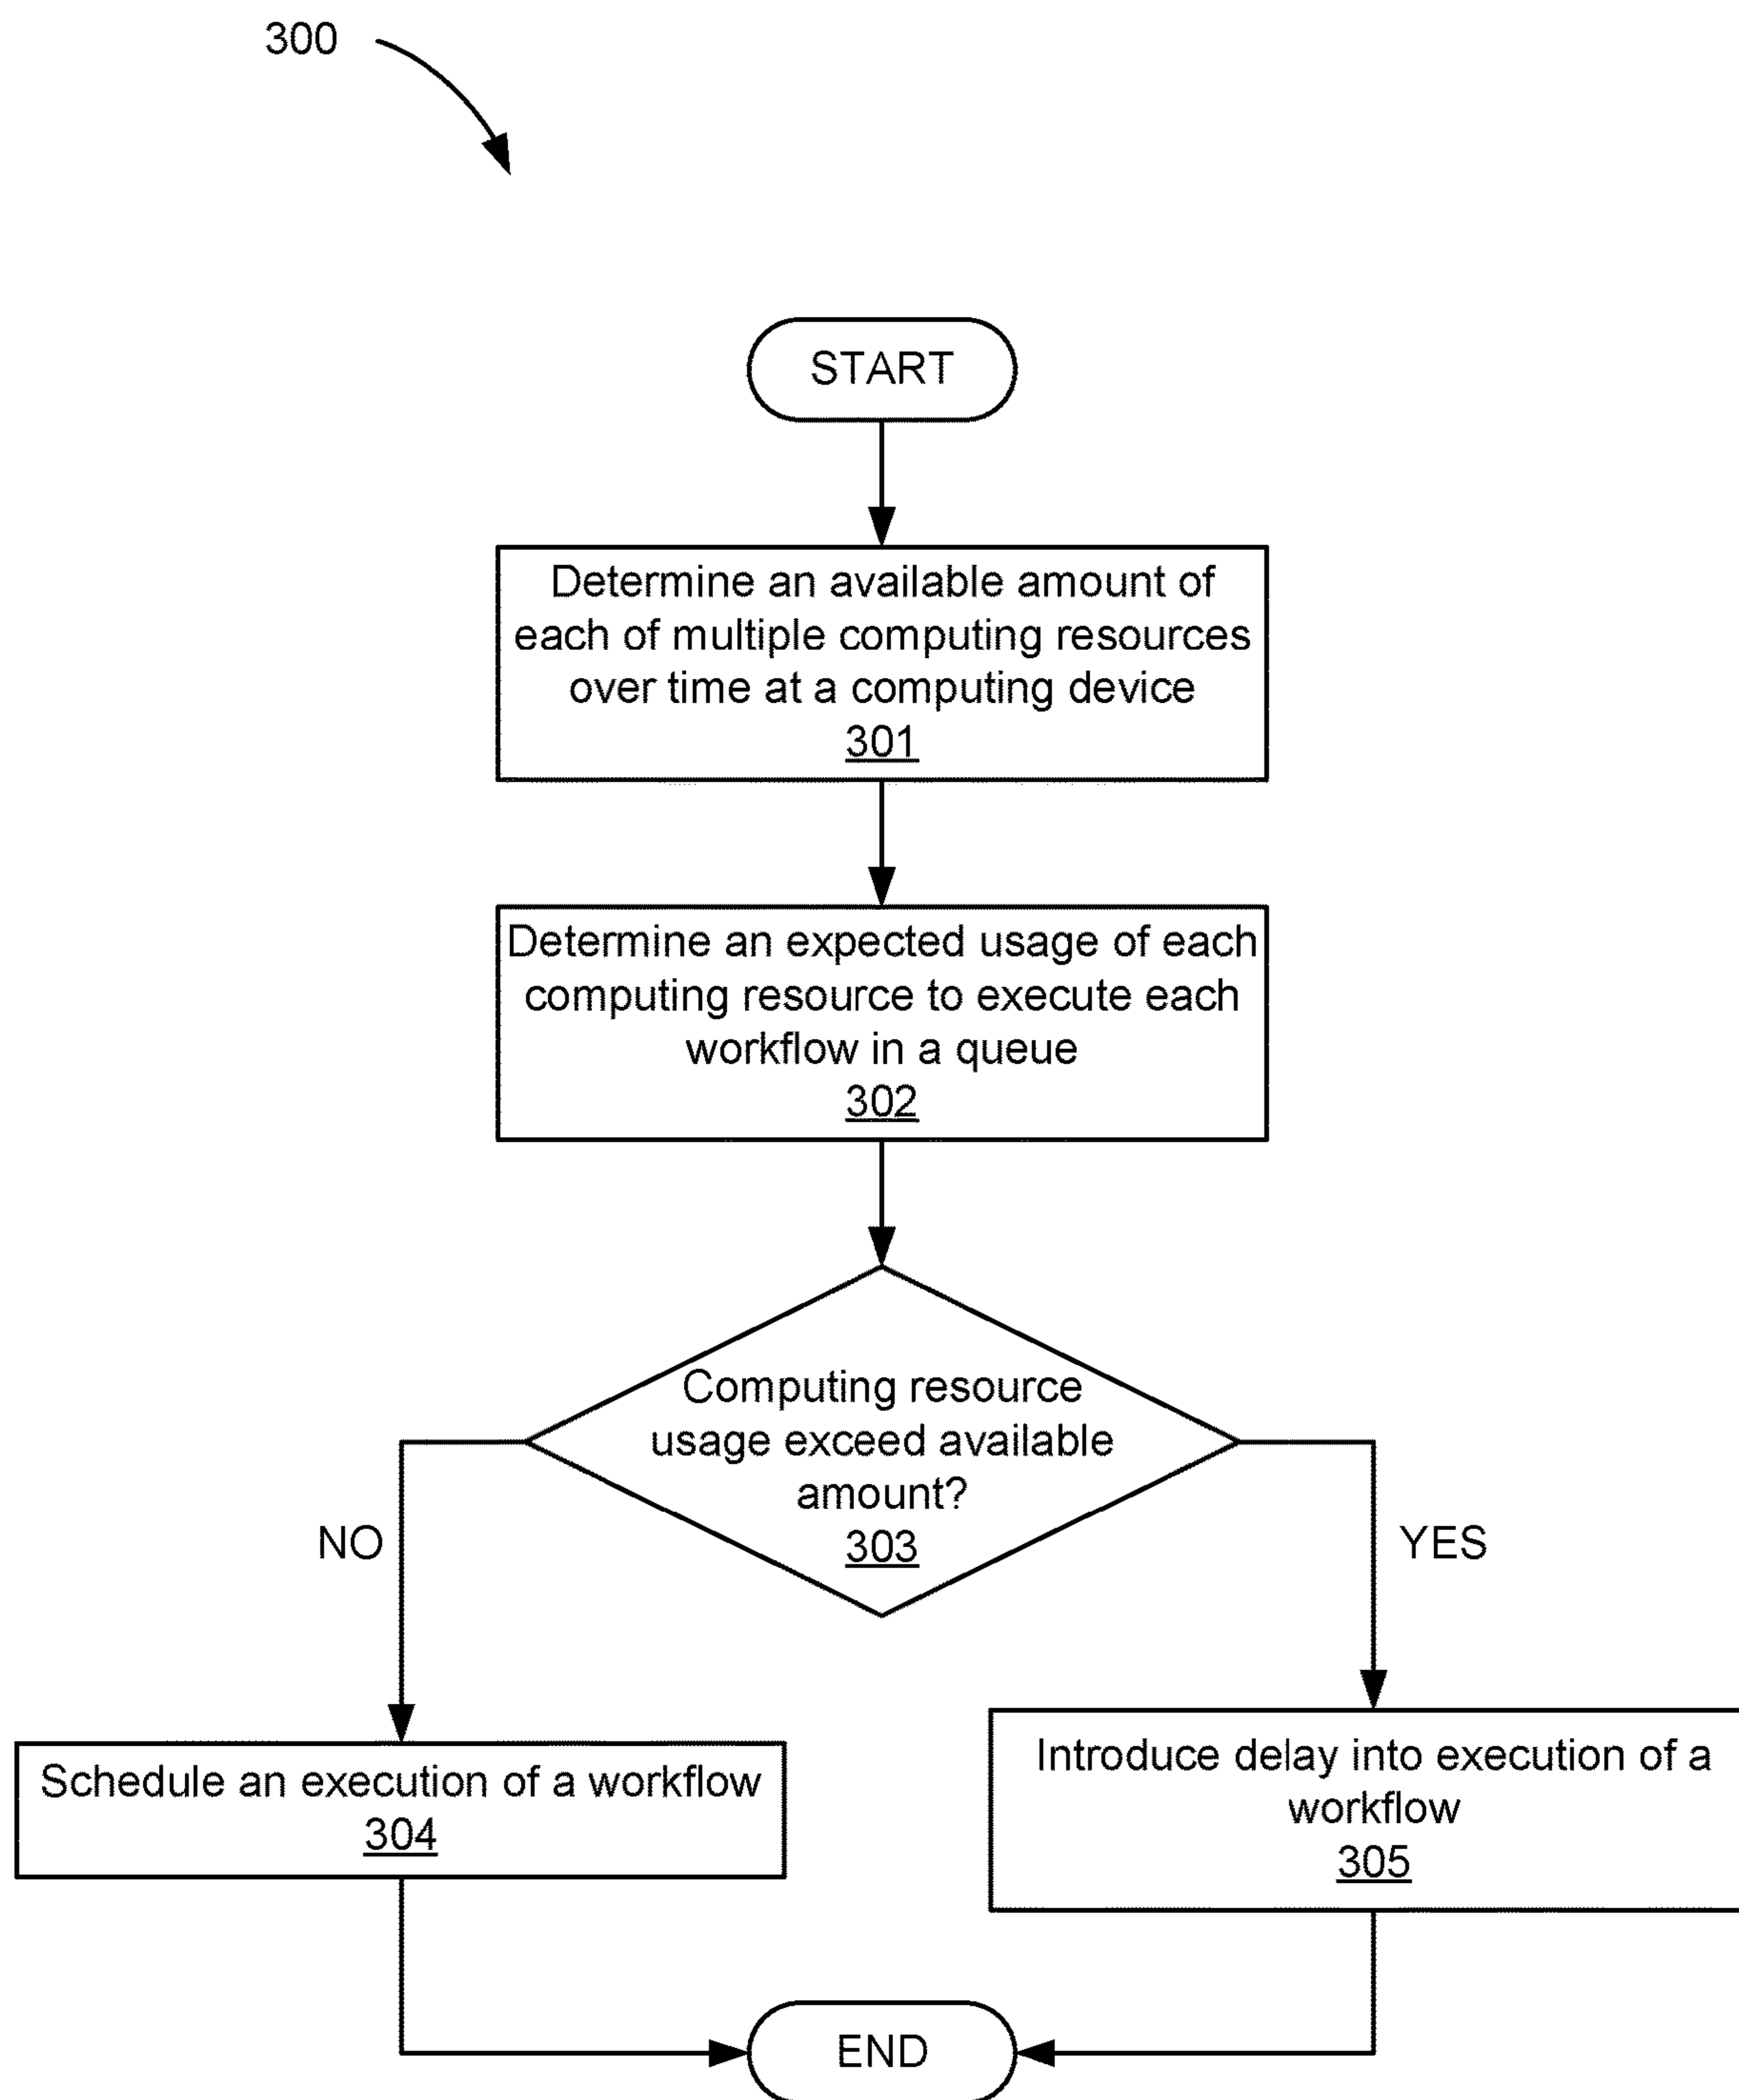 300
START
Determine an available amount of
each of multiple computing resources
over time at a computing device
301
Determine an expected usage of each
computing resource to execute each
workflow in a queue
302
Computing resource
usage exceed available
amount?
303
NO
YES
Schedule an execution of a workflow
304
Introduce delay into execution of a
workflow
305
END